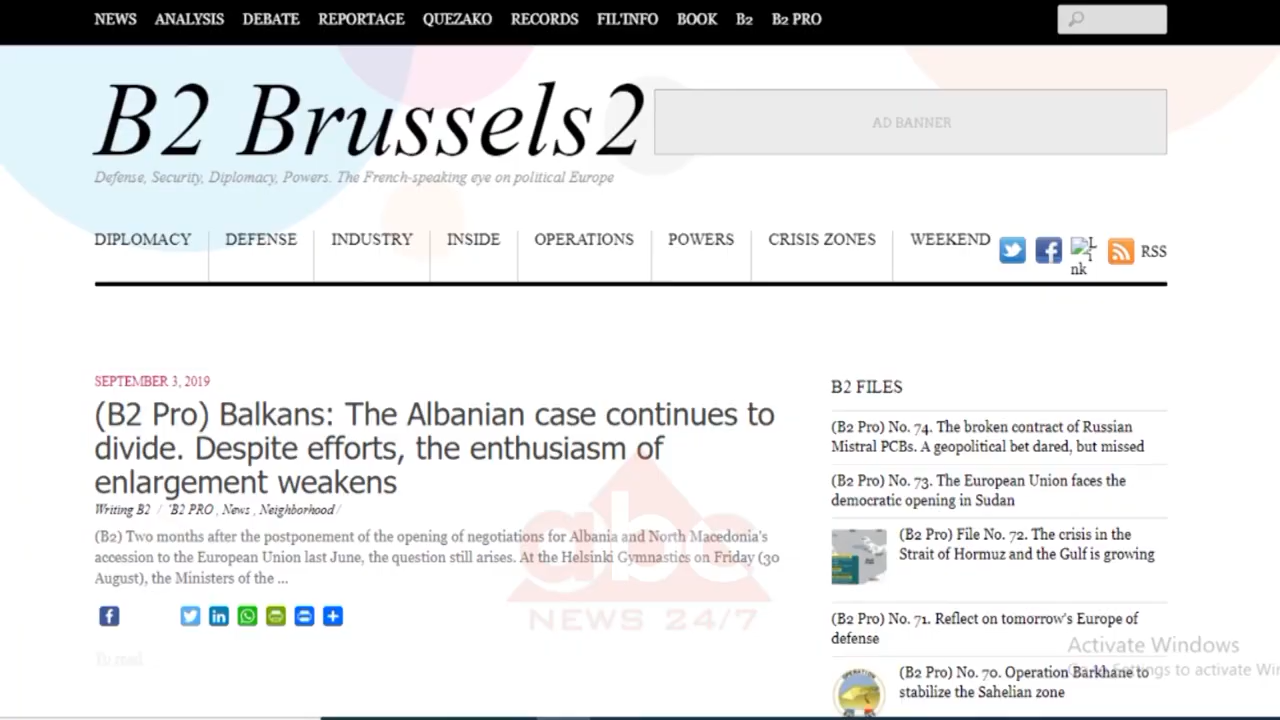 NEWS ANALYSIS DEBATE REPORTAGE QUEZAKO RECORDS FIL'INFO BOOK B2 B2 PRO
B2 Brussels2
AD BANNER
Defense, Security, Diplomacy, Powers. The French-speaking eye on political Europe
DIPLOMACY DEFENSE INDUSTRY INSIDE OPERATIONS POWERS CRISIS ZONES WEEKEND
Link
RSS
SEPTEMBER 3, 2019
(B2 Pro) Balkans: The Albanian case continues to
divide. Despite efforts, the enthusiasm of
enlargement weakens
Writing B2 / 'B2 PRO , News , Neighborhood /
(B2) Two months after the postponement of the opening of negotiations for Albania and North Macedonia's
accession to the European Union last June, the question still arises. At the Helsinki Gymnastics on Friday (30
August), the Ministers of the ...
To read
abc
NEWS 24/7
B2 FILES
(B2 Pro) No. 74. The broken contract of Russian
Mistral PCBs. A geopolitical bet dared, but missed
(B2 Pro) No. 73. The European Union faces the
democratic opening in Sudan
(B2 Pro) File No. 72. The crisis in the
Strait of Hormuz and the Gulf is growing
(B2 Pro) No. 71. Reflect on tomorrow's Europe of
defense
(B2 Pro) No. 70. Operation Barkhane to
stabilize the Sahelian zone
Activate Windows
Go to Settings to activate Win